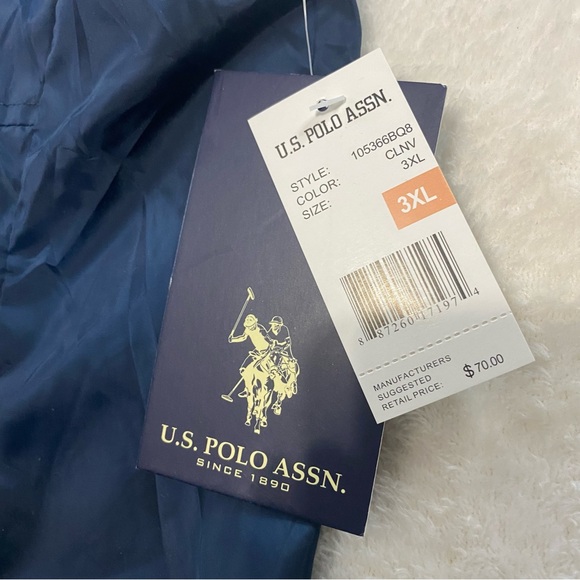 U.S. POLO ASSN.
STYLE: 105366BQ8
COLOR: CLNV
SIZE: 3XL
3XL
8 87260 17197 4
MANUFACTURERS
SUGGESTED
RETAIL PRICE: $70.00
U.S. POLO ASSN.
SINCE 1890